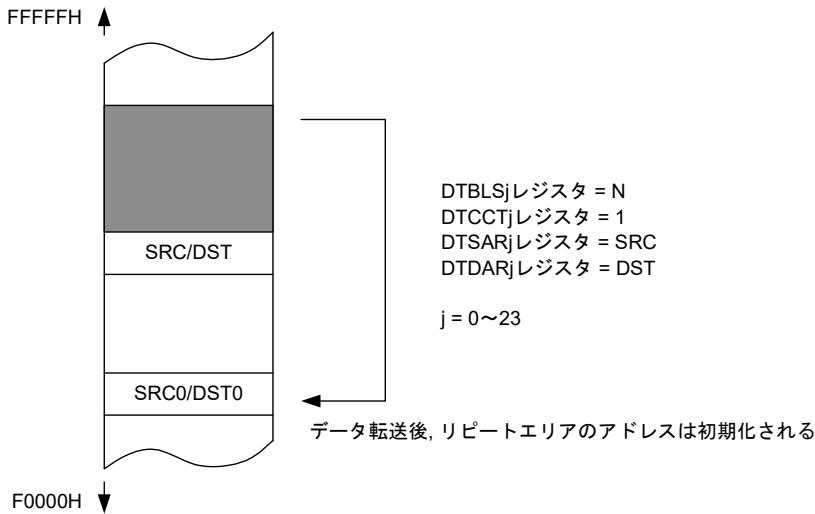 FFFFFH
SRC/DST
SRC0/DST0
F0000H
DTBLSjレジスタ = N
DTCCTjレジスタ = 1
DTSARjレジスタ = SRC
DTDARjレジスタ = DST
j = 0～23
データ転送後, リピートエリアのアドレスは初期化される